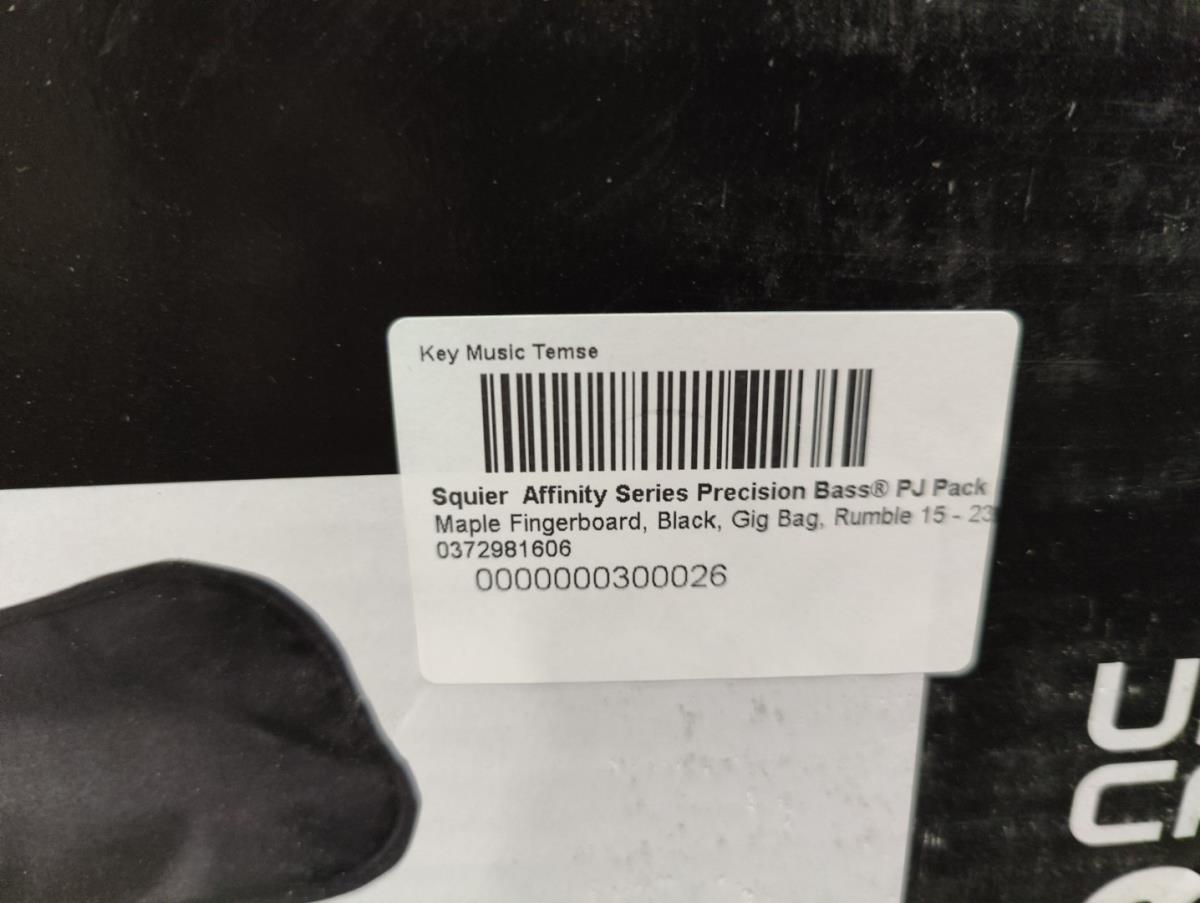 Key Music Temse
Squier Affinity Series Precision Bass® PJ Pack
Maple Fingerboard, Black, Gig Bag, Rumble 15 - 23
0372981606
0000000300026